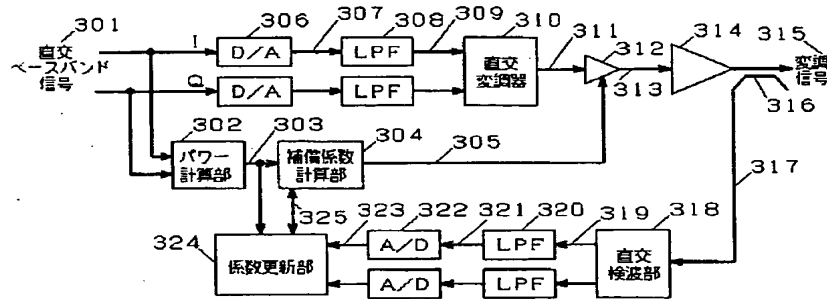 301
直交
ベースバンド
信号
I
Q
306
D/A
D/A
307
308
LPF
LPF
309
310
直交
変調器
311
312
313
314
315
変調
信号
316
317
302
パワー
計算部
303
304
補償係数
計算部
305
325
324
係数更新部
323
322
A/D
A/D
321
320
LPF
LPF
319
318
直交
検波部